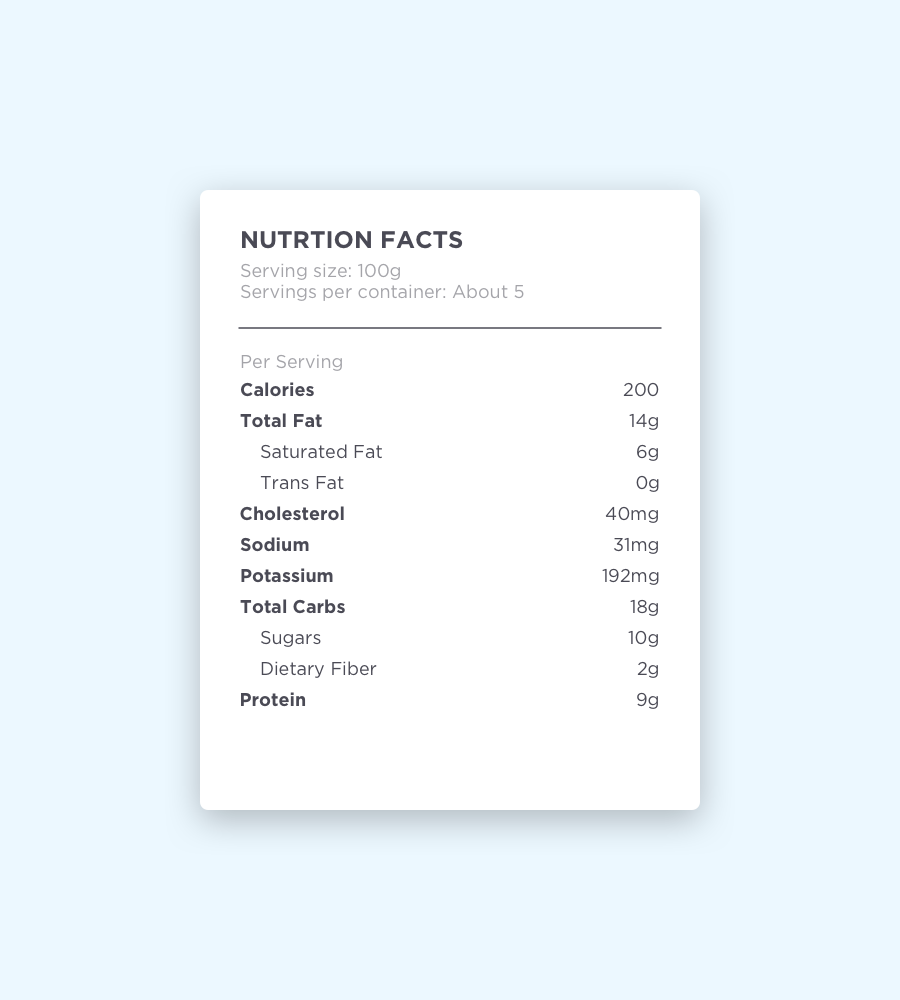 NUTRTION FACTS
Serving size: 100g
Servings per container: About 5
Per Serving
Calories 200
Total Fat 14g
Saturated Fat 6g
Trans Fat 0g
Cholesterol 40mg
Sodium 31mg
Potassium 192mg
Total Carbs 18g
Sugars 10g
Dietary Fiber 2g
Protein 9g